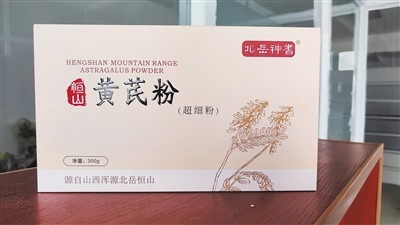 北岳神耆®
HENGSHAN MOUNTAIN RANGE
ASTRAGALUS POWDER
恒山
黄芪粉
(超细粉)
净量：300g
源自山西浑源北岳恒山